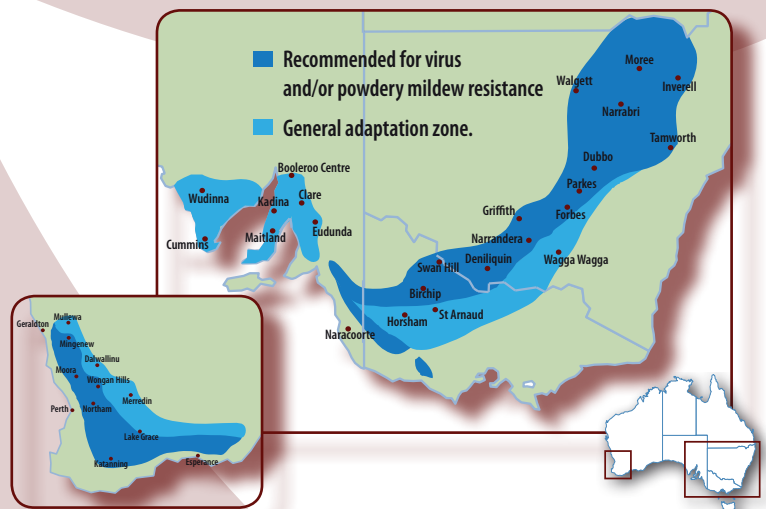 Recommended for virus
and/or powdery mildew resistance
General adaptation zone.
Moree
Walgett
Inverell
Narrabri
Tamworth
Dubbo
Parkes
Forbes
Griffith
Narrandera
Wagga Wagga
Deniliquin
Swan Hill
Birchip
St Arnaud
Horsham
Naracoorte
Booleroo Centre
Wudinna
Kadina
Clare
Cummins
Maitland
Eudunda
Mullewa
Geraldton
Mingenew
Dalwallinu
Moora
Wongan Hills
Merredin
Perth
Northam
Lake Grace
Katanning
Esperance